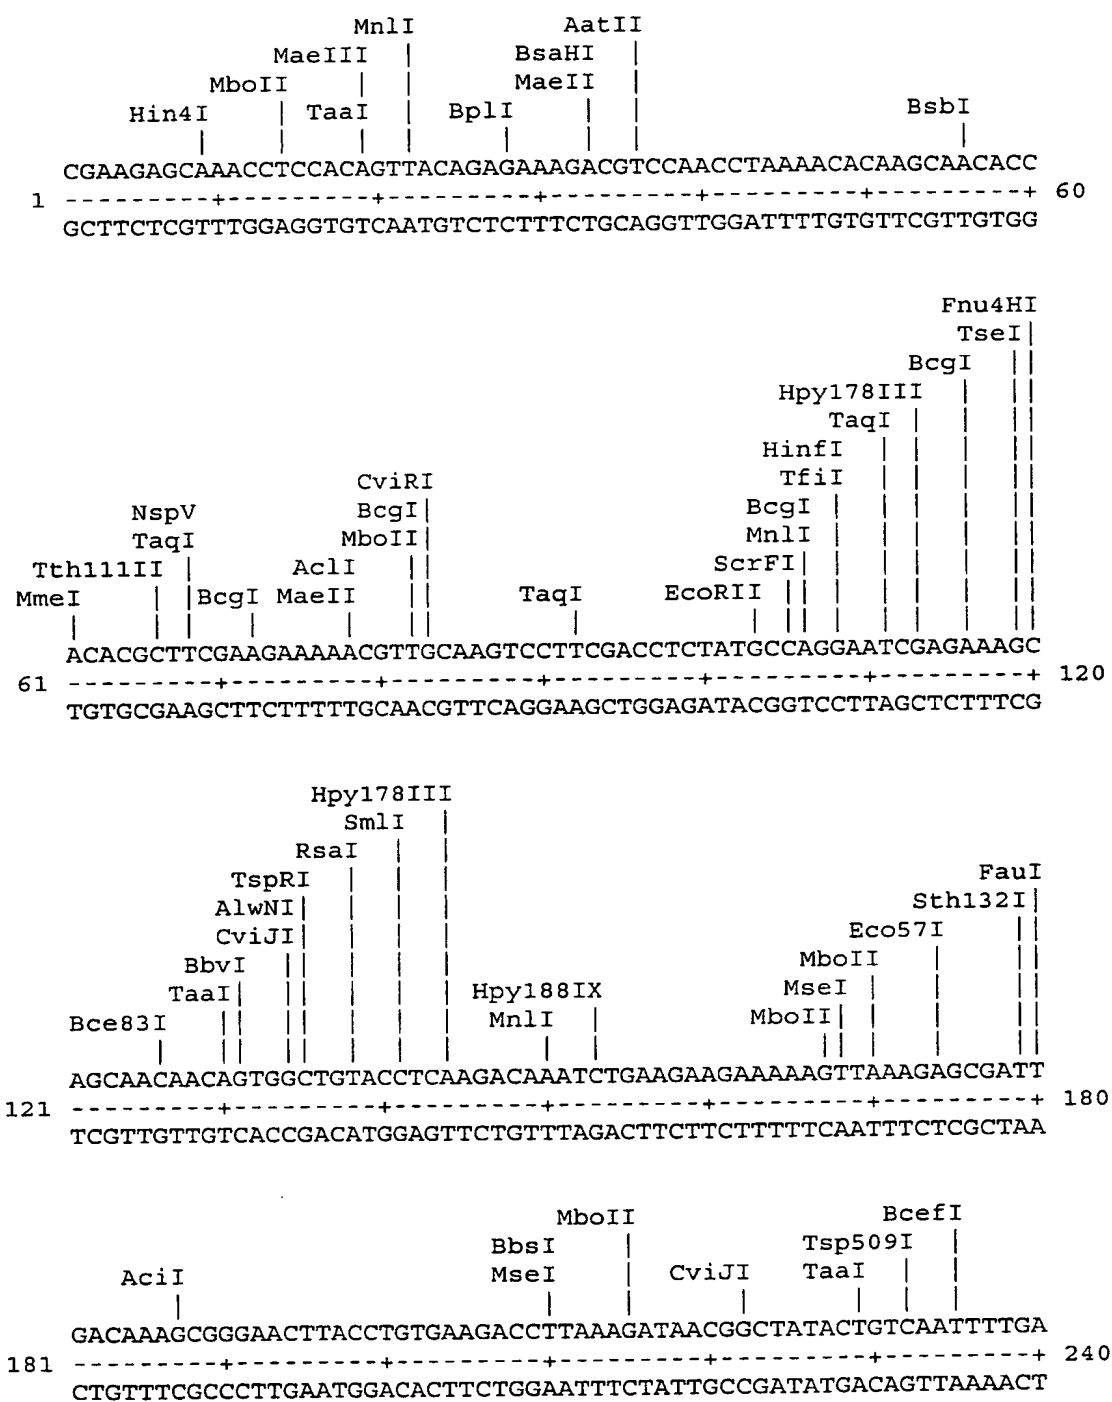 MnlI AatII
MaeIII BsaHI
MboII MaeII
Hin4I TaaI BplI BsbI
CGAAGAGCAAACCTCCACAGTTACAGAGAAAGACGTCCAACCTAAAACACAAGCAACACC
1 ---------+---------+---------+---------+---------+---------+ 60
GCTTCTCGTTTGGAGGTGTCAATGTCTCTTTCTGCAGGTTGGATTTTGTGTTCGTTGTGG
Fnu4HI
TseI
BcgI
Hpy178III
TaqI
HinfI
CviRI TfiI
NspV BcgI BcgI
TaqI MboII MnlI
Tth111II AclI ScrFI
MmeI BcgI MaeII TaqI EcoRII
ACACGCTTCGAAGAAAAAACGTTGCAAGTCCTTCGACCTCTATGCCAGGAATCGAGAAAGC
61 ---------+---------+---------+---------+---------+---------+ 120
TGTGCGAAGCTTCTTTTTGCAACGTTCAGGAAGCTGGAGATACGGTCCTTAGCTCTTTCG
Hpy178III
SmlI
RsaI
TspRI FauI
AlwNI Sth132I
CviJI Eco57I
BbvI MboII
TaaI Hpy188IX MseI
Bce83I MnlI MboII
AGCAACAACAGTGGCTGTACCTCAAGACAAATCTGAAGAAGAAAAAGTTAAAGAGCGATT
121 ---------+---------+---------+---------+---------+---------+ 180
TCGTTGTTGTCACCGACATGGAGTTCTGTTTAGACTTCTTCTTTTTCAATTTCTCGCTAA
MboII BcefI
BbsI Tsp509I
AciI MseI CviJI TaaI
GACAAAGCGGGAACTTACCTGTGAAGACCTTAAAGATAACGGCTATACTGTCAATTTTGA
181 ---------+---------+---------+---------+---------+---------+ 240
CTGTTTCGCCCTTGAATGGACACTTCTGGAATTTCTATTGCCGATATGACAGTTAAAACT